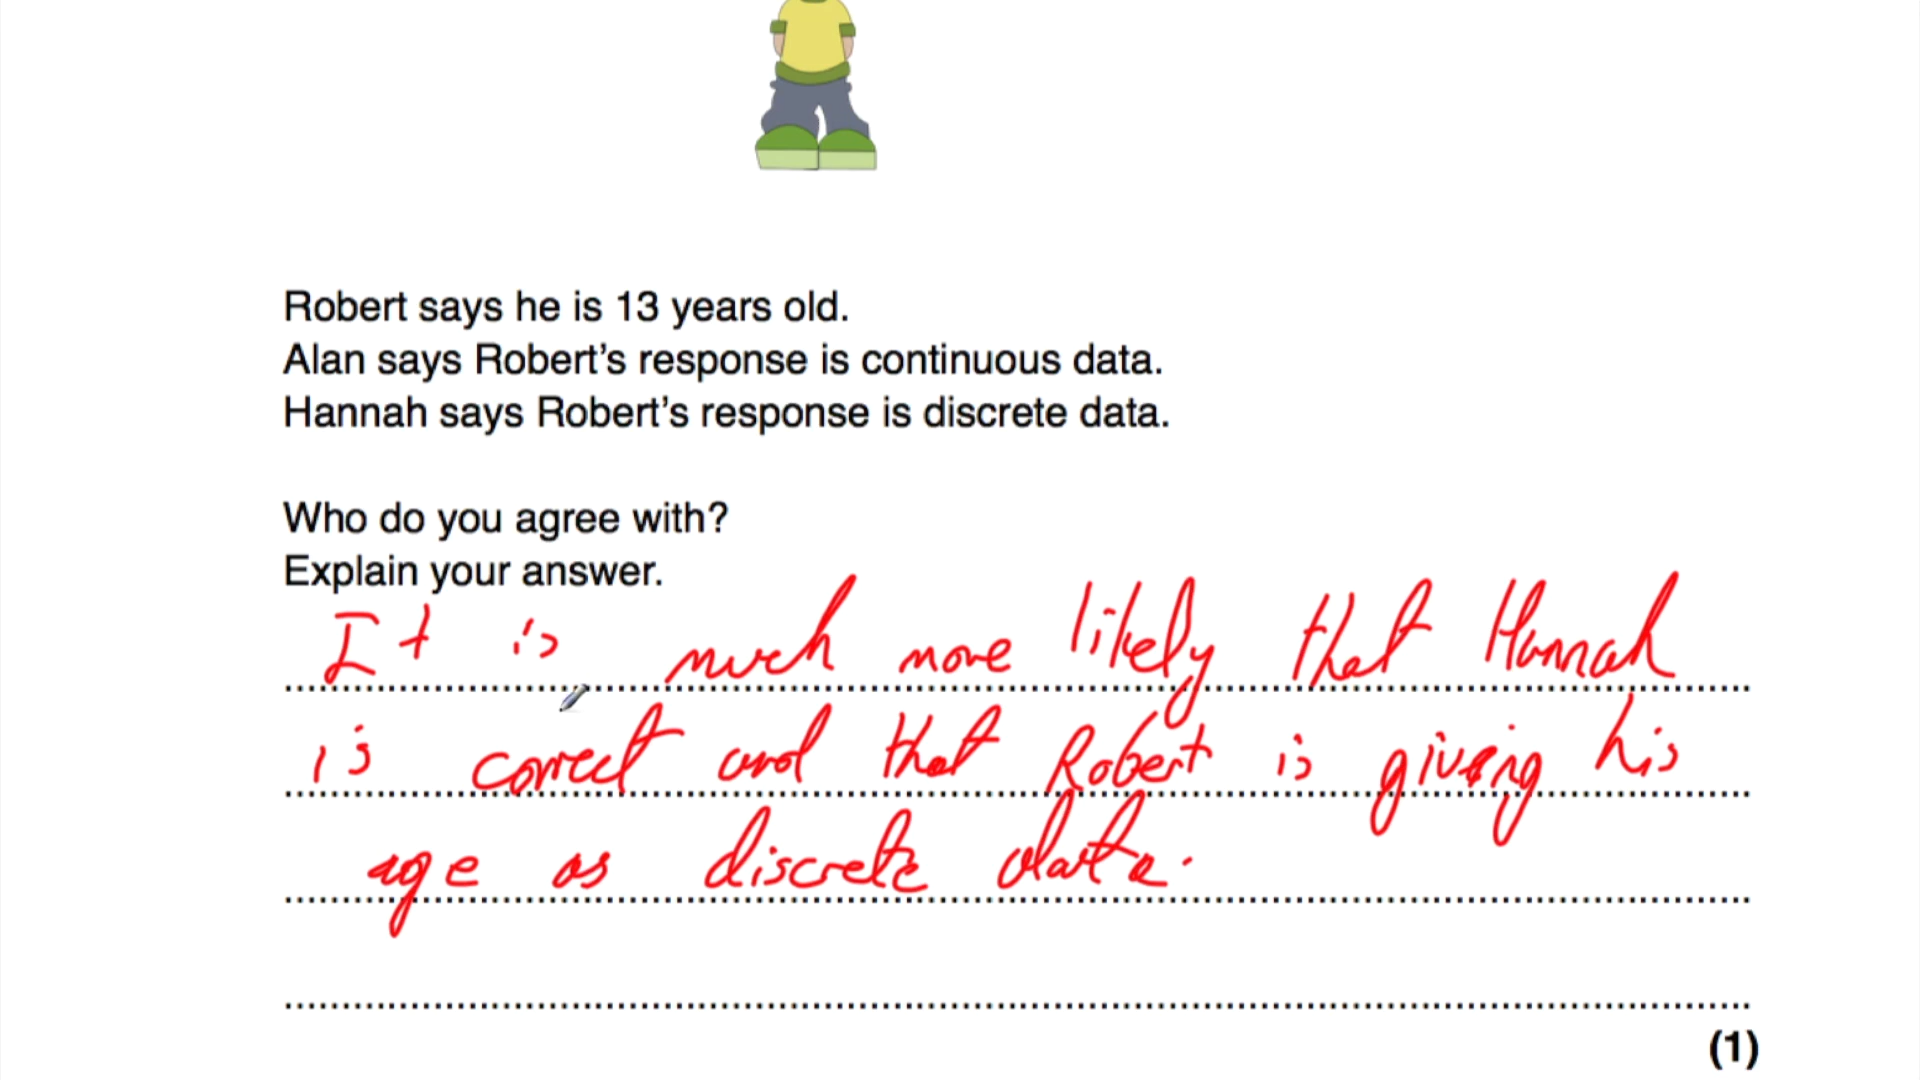 Robert says he is 13 years old.
Alan says Robert's response is continuous data.
Hannah says Robert's response is discrete data.
Who do you agree with?
Explain your answer.
It is much more likely that Hannah
is correct and that Robert is giving his
age as discrete data.
(1)